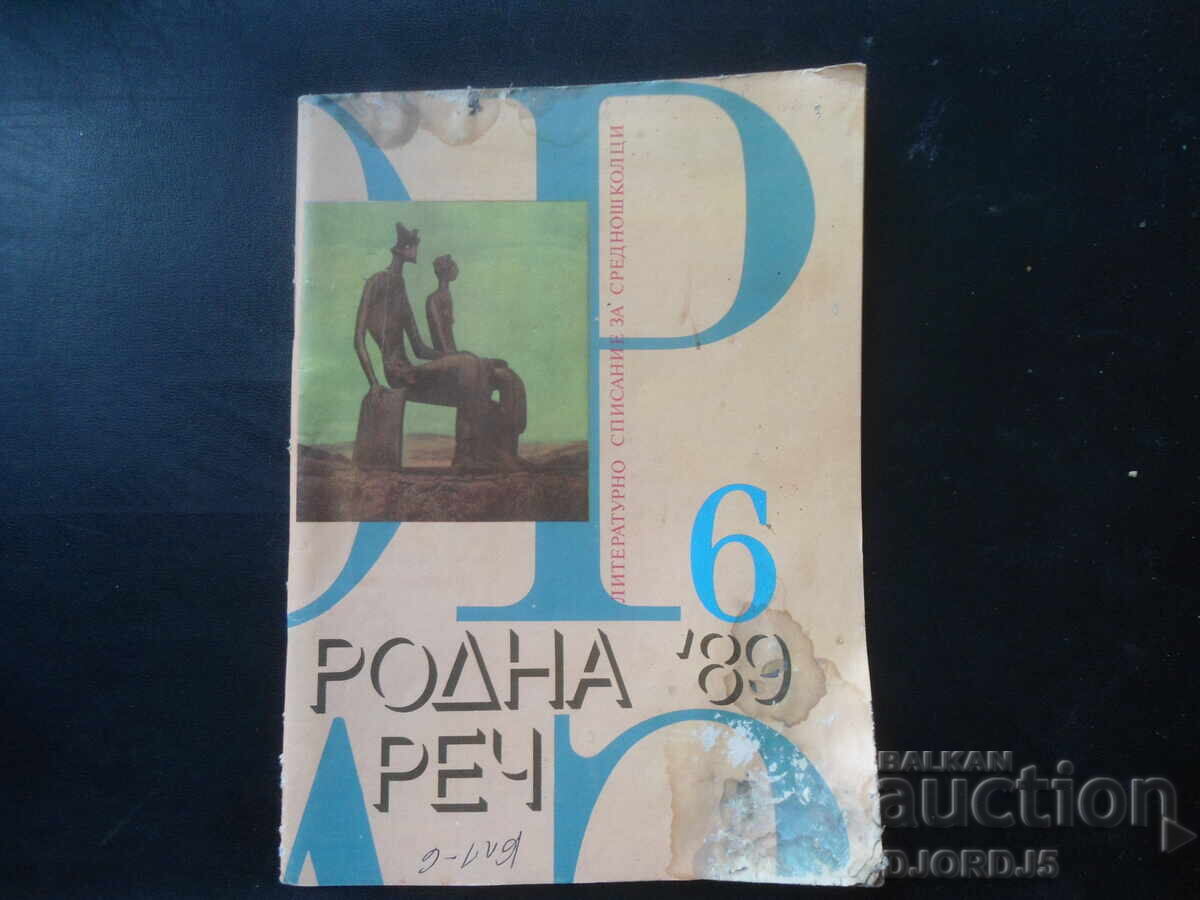 ЛИТЕРАТУРНО СПИСАНИЕ ЗА СРЕДНОШКОЛЦИ
6
РОДНА '89
РЕЧ
BALKAN
auction
DJORDJ5